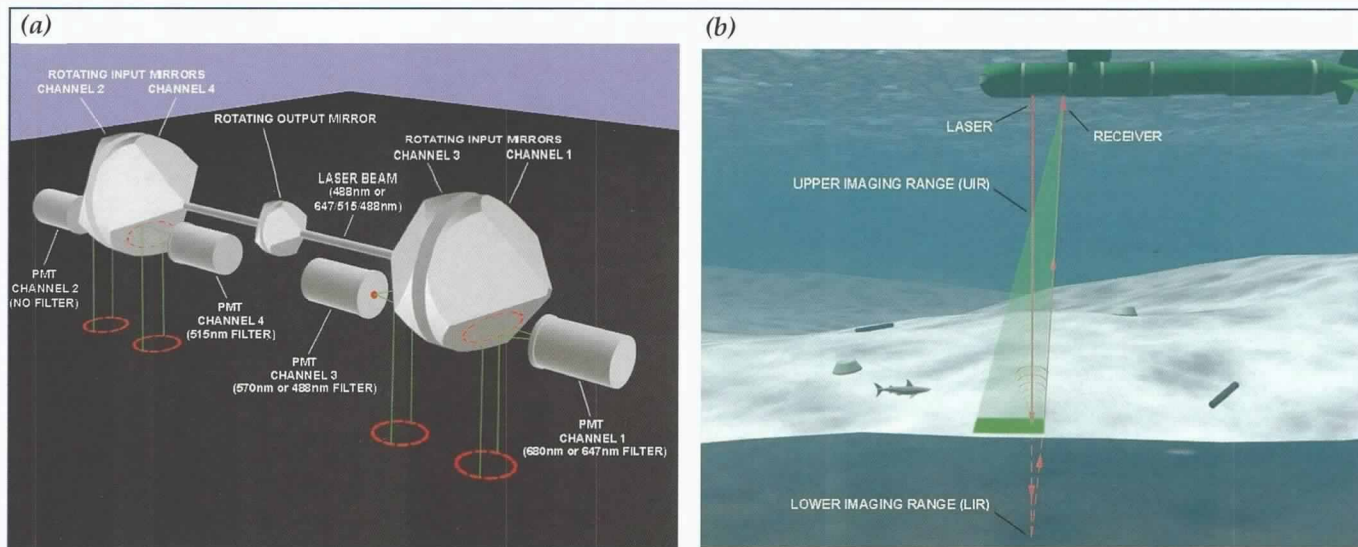 (a)
ROTATING INPUT MIRRORS
CHANNEL 2 CHANNEL 4
ROTATING OUTPUT MIRROR
ROTATING INPUT MIRRORS
CHANNEL 3 CHANNEL 1
LASER BEAM
(488nm or
647/515/488nm)
PMT
CHANNEL 2
(NO FILTER)
PMT
CHANNEL 4
(515nm FILTER)
PMT
CHANNEL 3
(570nm or 488nm FILTER)
PMT
CHANNEL 1
(680nm or 647nm FILTER)
(b)
LASER
RECEIVER
UPPER IMAGING RANGE (UIR)
LOWER IMAGING RANGE (LIR)